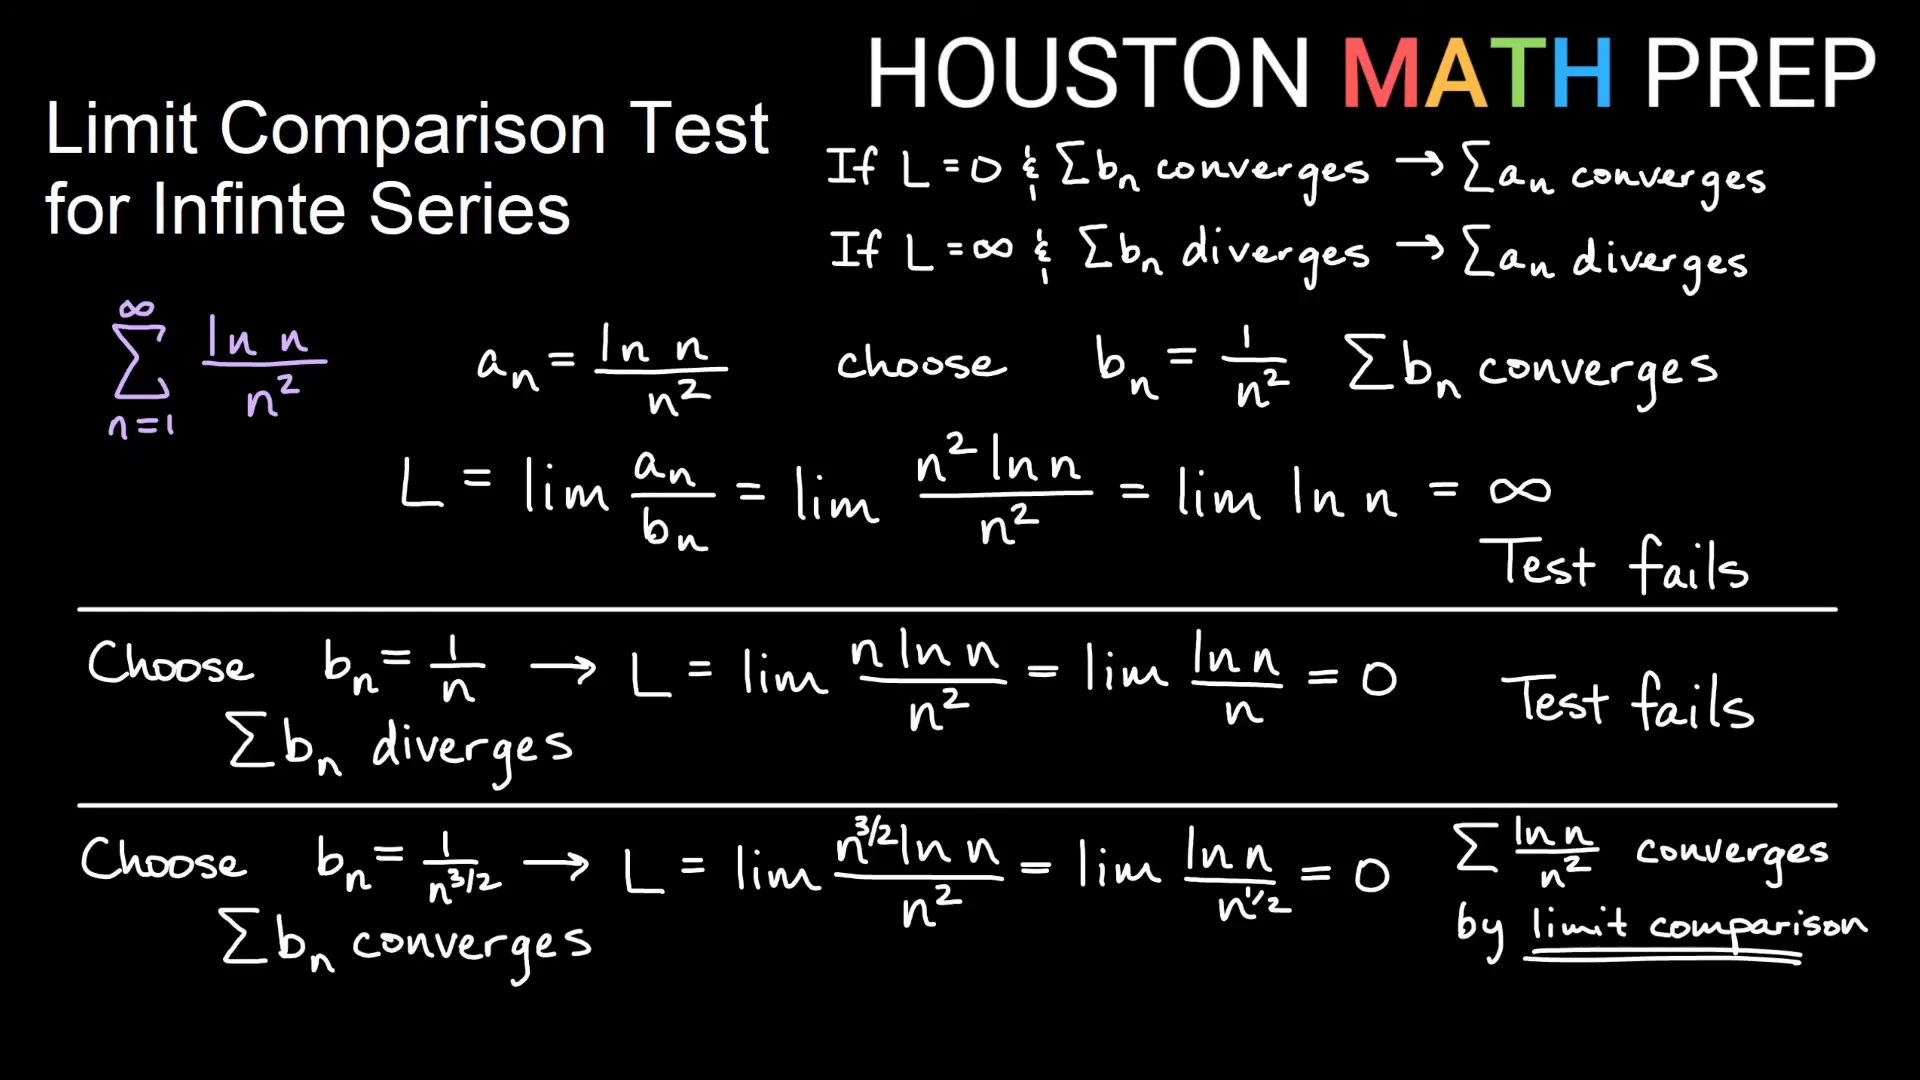 HOUSTON MATH PREP
Limit Comparison Test
for Infinte Series
If L = 0 & Σbₙ converges → Σaₙ converges
If L = ∞ & Σbₙ diverges → Σaₙ diverges
∞ Σ n=1 ln n / n² aₙ = ln n / n² choose bₙ = 1/n² Σbₙ converges
L = lim aₙ/bₙ = lim n² ln n / n² = lim ln n = ∞
Test fails
Choose bₙ = 1/n → L = lim n ln n / n² = lim ln n / n = 0 Test fails
Σbₙ diverges
Choose bₙ = 1/n^3/2 → L = lim n^3/2 ln n / n² = lim ln n / n^1/2 = 0 Σ ln n / n² converges
Σbₙ converges by limit comparison